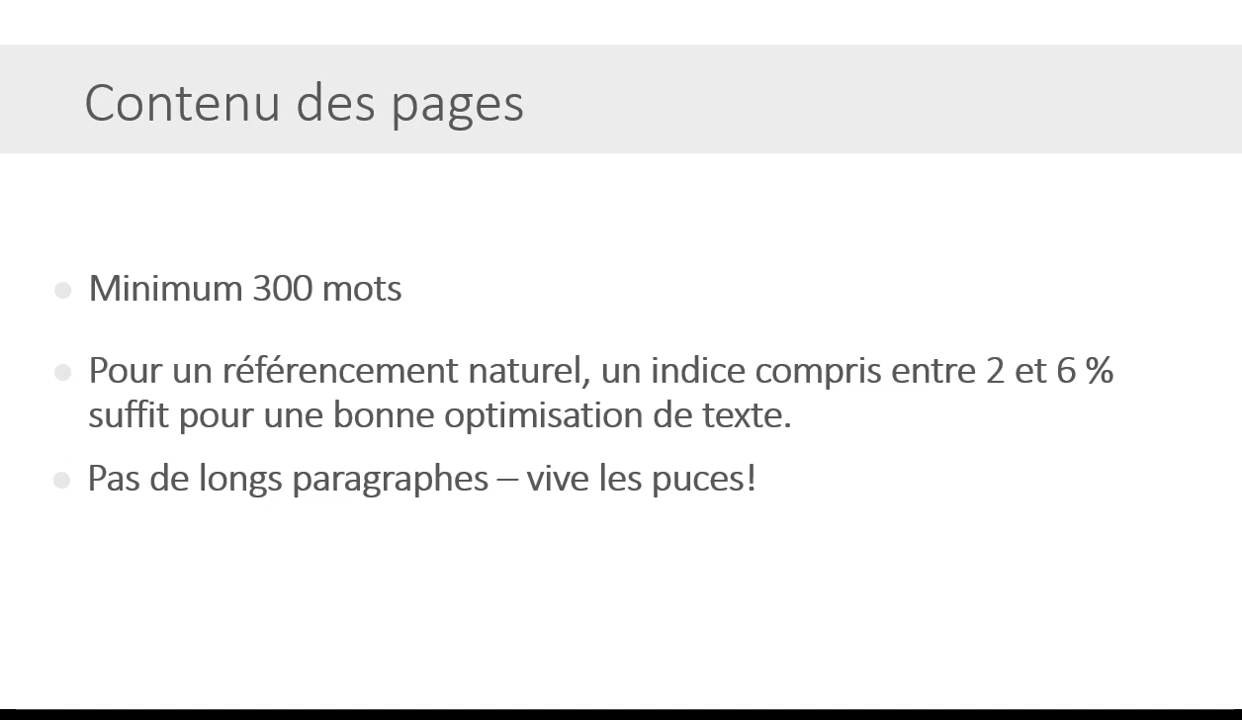 Contenu des pages
Minimum 300 mots
Pour un référencement naturel, un indice compris entre 2 et 6 %
suffit pour une bonne optimisation de texte.
Pas de longs paragraphes – vive les puces!